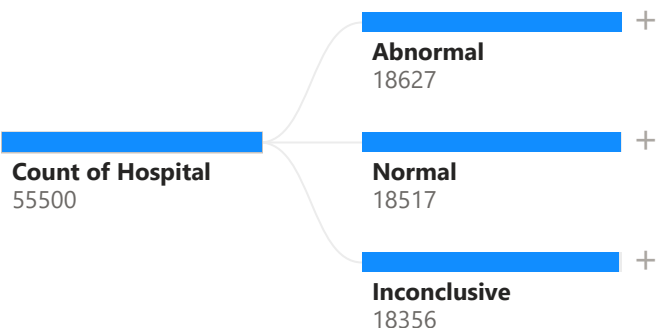 Count of Hospital
55500
Abnormal
18627
Normal
18517
Inconclusive
18356